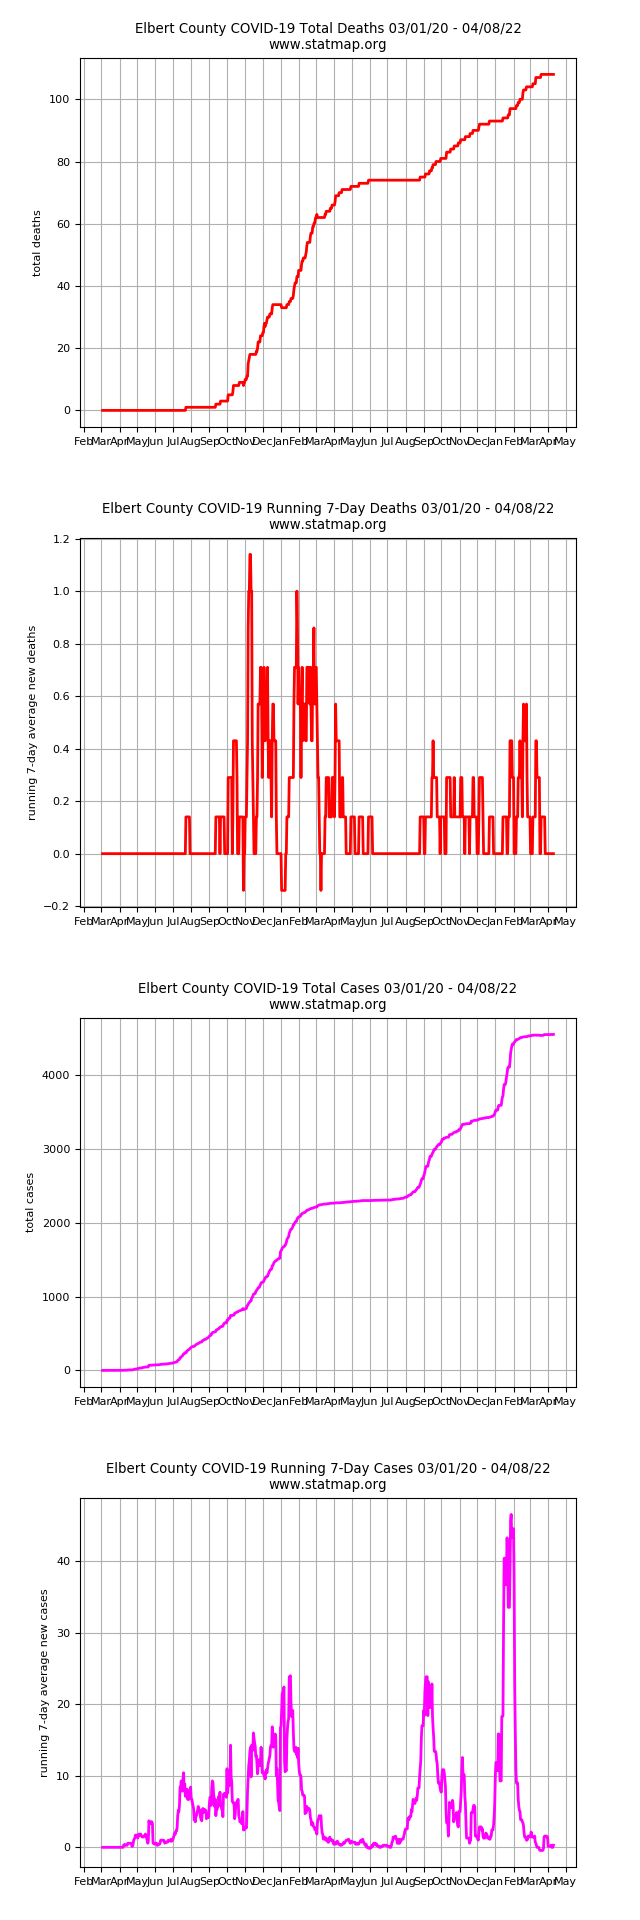 Elbert County COVID-19 Total Deaths 03/01/20 - 04/08/22
www.statmap.org
total deaths
100
80
60
40
20
0
Feb Mar Apr May Jun Jul Aug Sep Oct Nov Dec Jan Feb Mar Apr May Jun Jul Aug Sep Oct Nov Dec Jan Feb Mar Apr May
Elbert County COVID-19 Running 7-Day Deaths 03/01/20 - 04/08/22
www.statmap.org
running 7-day average new deaths
1.2
1.0
0.8
0.6
0.4
0.2
0.0
−0.2
Feb Mar Apr May Jun Jul Aug Sep Oct Nov Dec Jan Feb Mar Apr May Jun Jul Aug Sep Oct Nov Dec Jan Feb Mar Apr May
Elbert County COVID-19 Total Cases 03/01/20 - 04/08/22
www.statmap.org
total cases
4000
3000
2000
1000
0
Feb Mar Apr May Jun Jul Aug Sep Oct Nov Dec Jan Feb Mar Apr May Jun Jul Aug Sep Oct Nov Dec Jan Feb Mar Apr May
Elbert County COVID-19 Running 7-Day Cases 03/01/20 - 04/08/22
www.statmap.org
running 7-day average new cases
40
30
20
10
0
Feb Mar Apr May Jun Jul Aug Sep Oct Nov Dec Jan Feb Mar Apr May Jun Jul Aug Sep Oct Nov Dec Jan Feb Mar Apr May